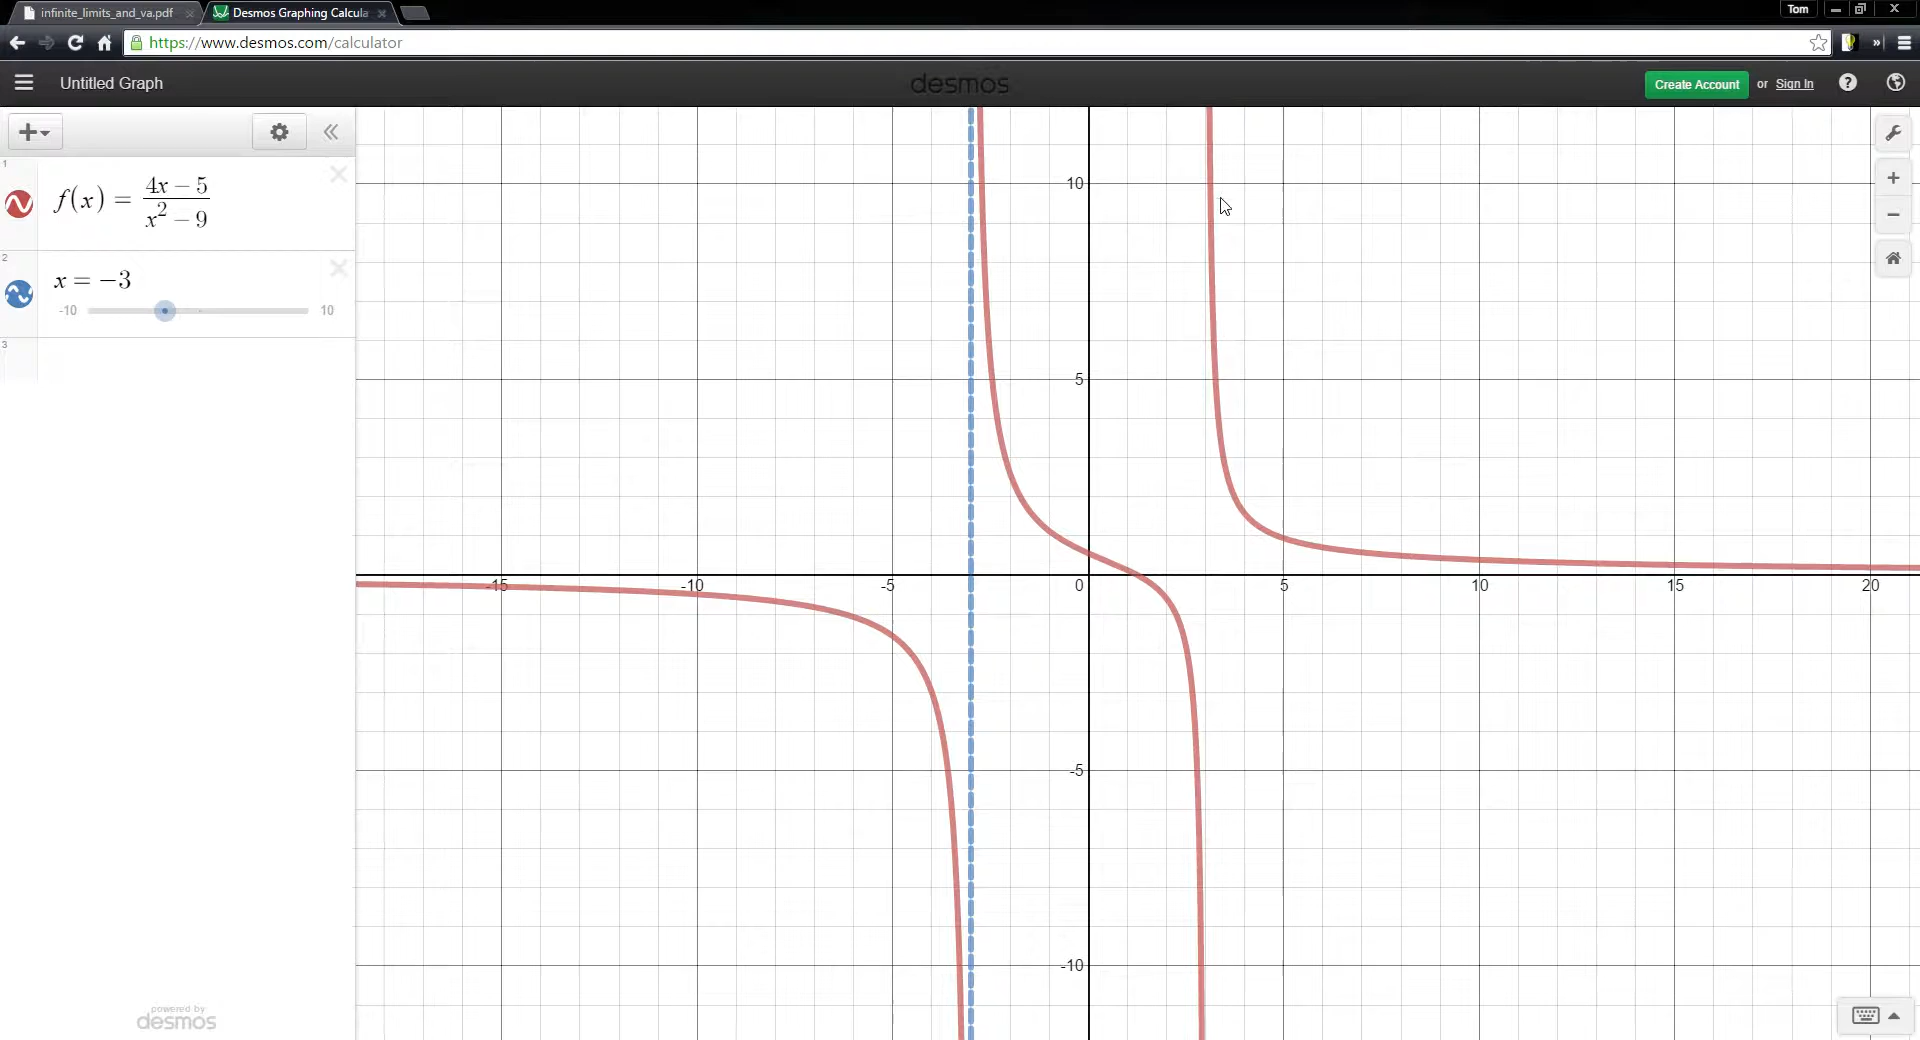 infinite_limits_and_va.pdf
Desmos Graphing Calcula
Tom
https://www.desmos.com/calculator
Untitled Graph
desmos
Create Account or Sign In
1
f(x) = \frac{4x − 5}{x^2 − 9}
2
x = −3
-10
10
3
powered by
desmos
10
5
-15 -10 -5 0 5 10 15 20
-5
-10